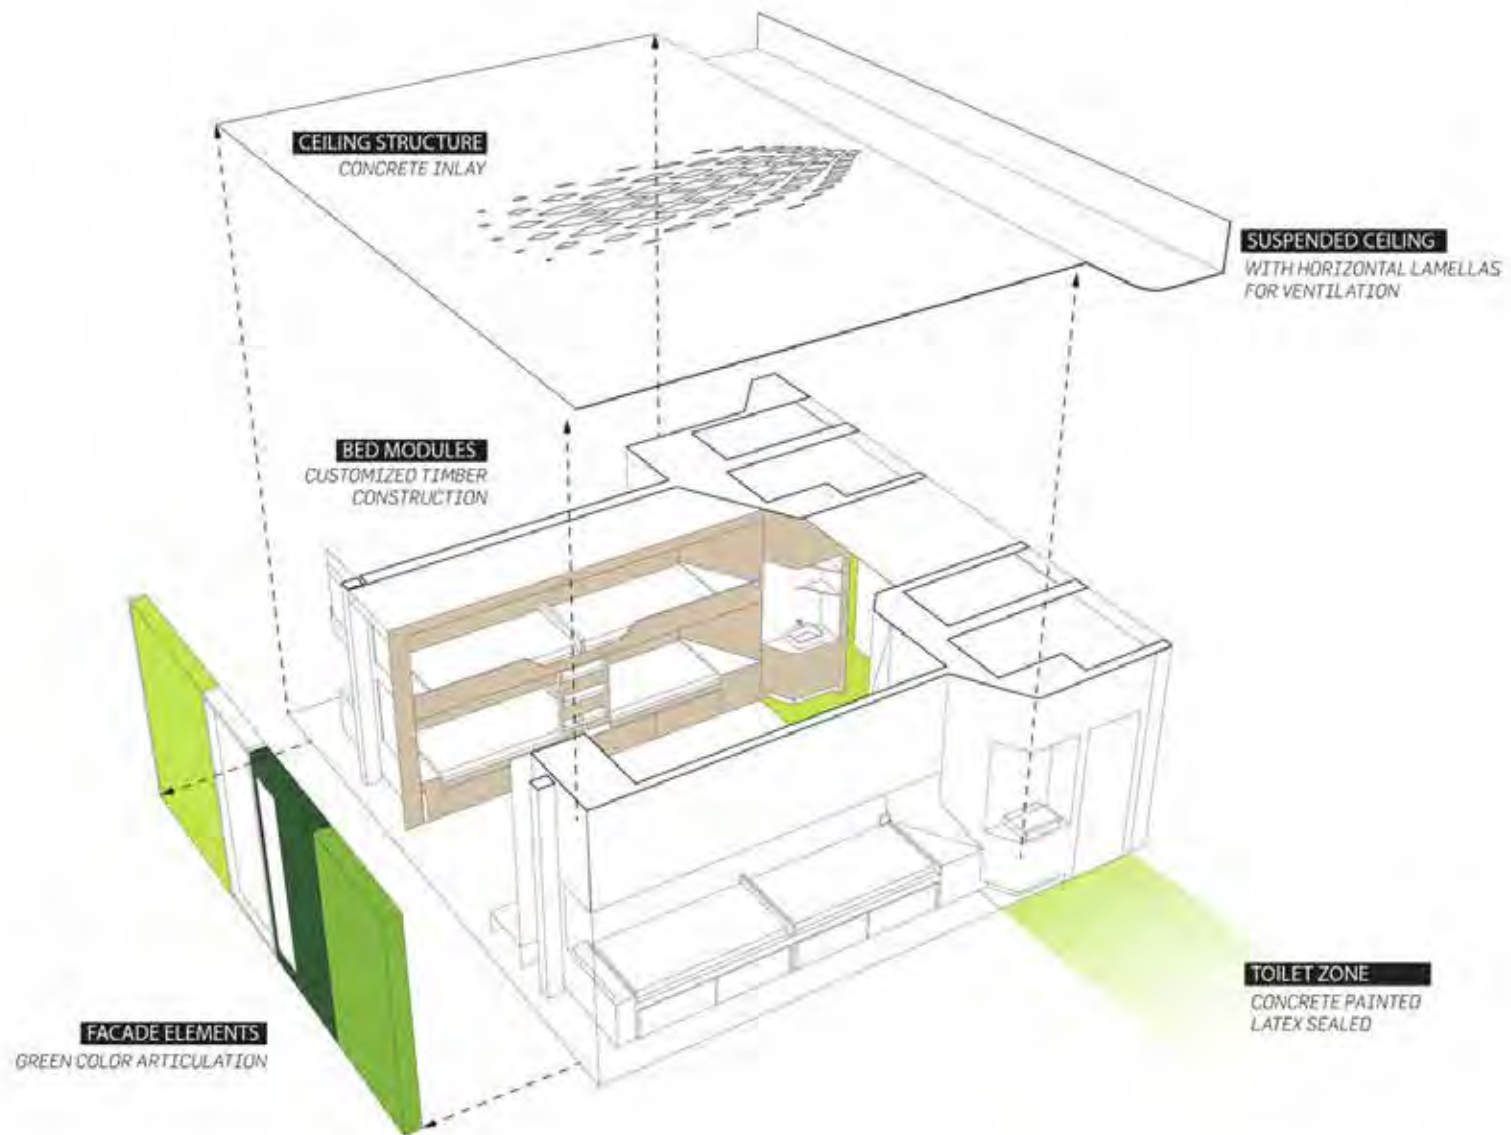 CEILING STRUCTURE
CONCRETE INLAY
SUSPENDED CEILING
WITH HORIZONTAL LAMELLAS
FOR VENTILATION
BED MODULES
CUSTOMIZED TIMBER
CONSTRUCTION
TOILET ZONE
CONCRETE PAINTED
LATEX SEALED
FACADE ELEMENTS
GREEN COLOR ARTICULATION